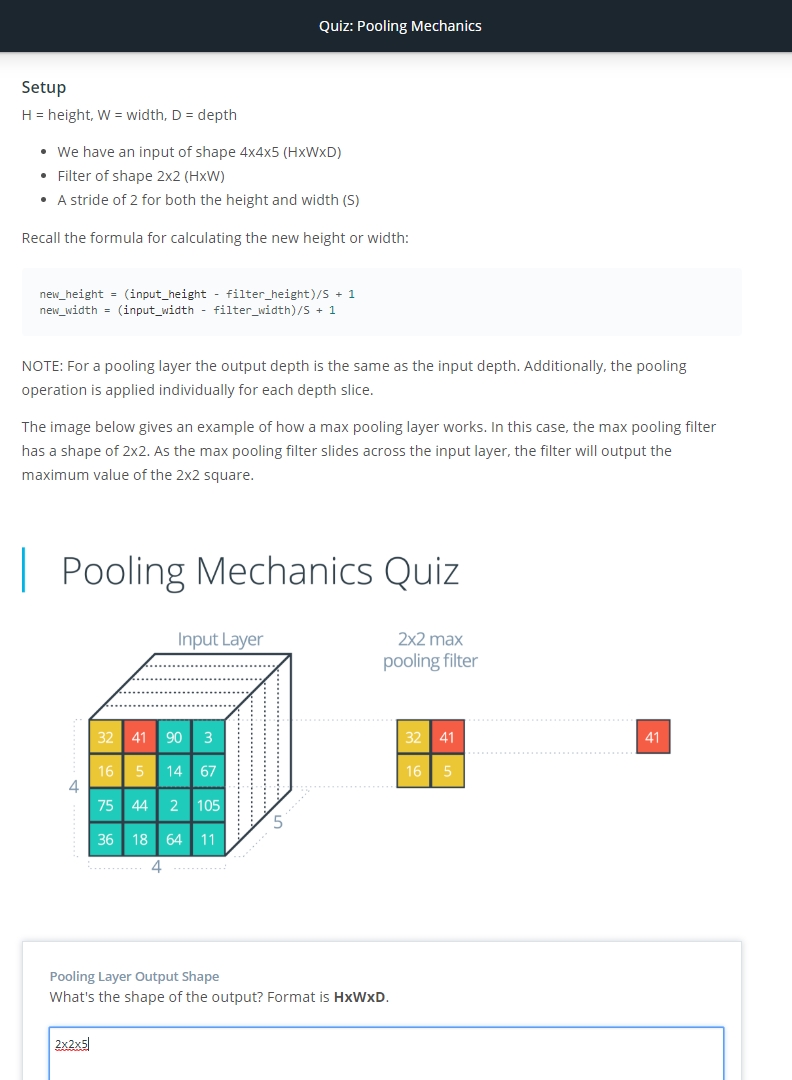 Quiz: Pooling Mechanics
Setup
H = height, W = width, D = depth
• We have an input of shape 4x4x5 (HxWxD)
• Filter of shape 2x2 (HxW)
• A stride of 2 for both the height and width (S)
Recall the formula for calculating the new height or width:
new_height = (input_height - filter_height)/S + 1
new_width = (input_width - filter_width)/S + 1
NOTE: For a pooling layer the output depth is the same as the input depth. Additionally, the pooling
operation is applied individually for each depth slice.
The image below gives an example of how a max pooling layer works. In this case, the max pooling filter
has a shape of 2x2. As the max pooling filter slides across the input layer, the filter will output the
maximum value of the 2x2 square.
Pooling Mechanics Quiz
Input Layer
2x2 max
pooling filter
32 41 90 3
16 5 14 67
75 44 2 105
36 18 64 11
4
4
5
32 41
16 5
41
Pooling Layer Output Shape
What's the shape of the output? Format is HxWxD.
2x2x5